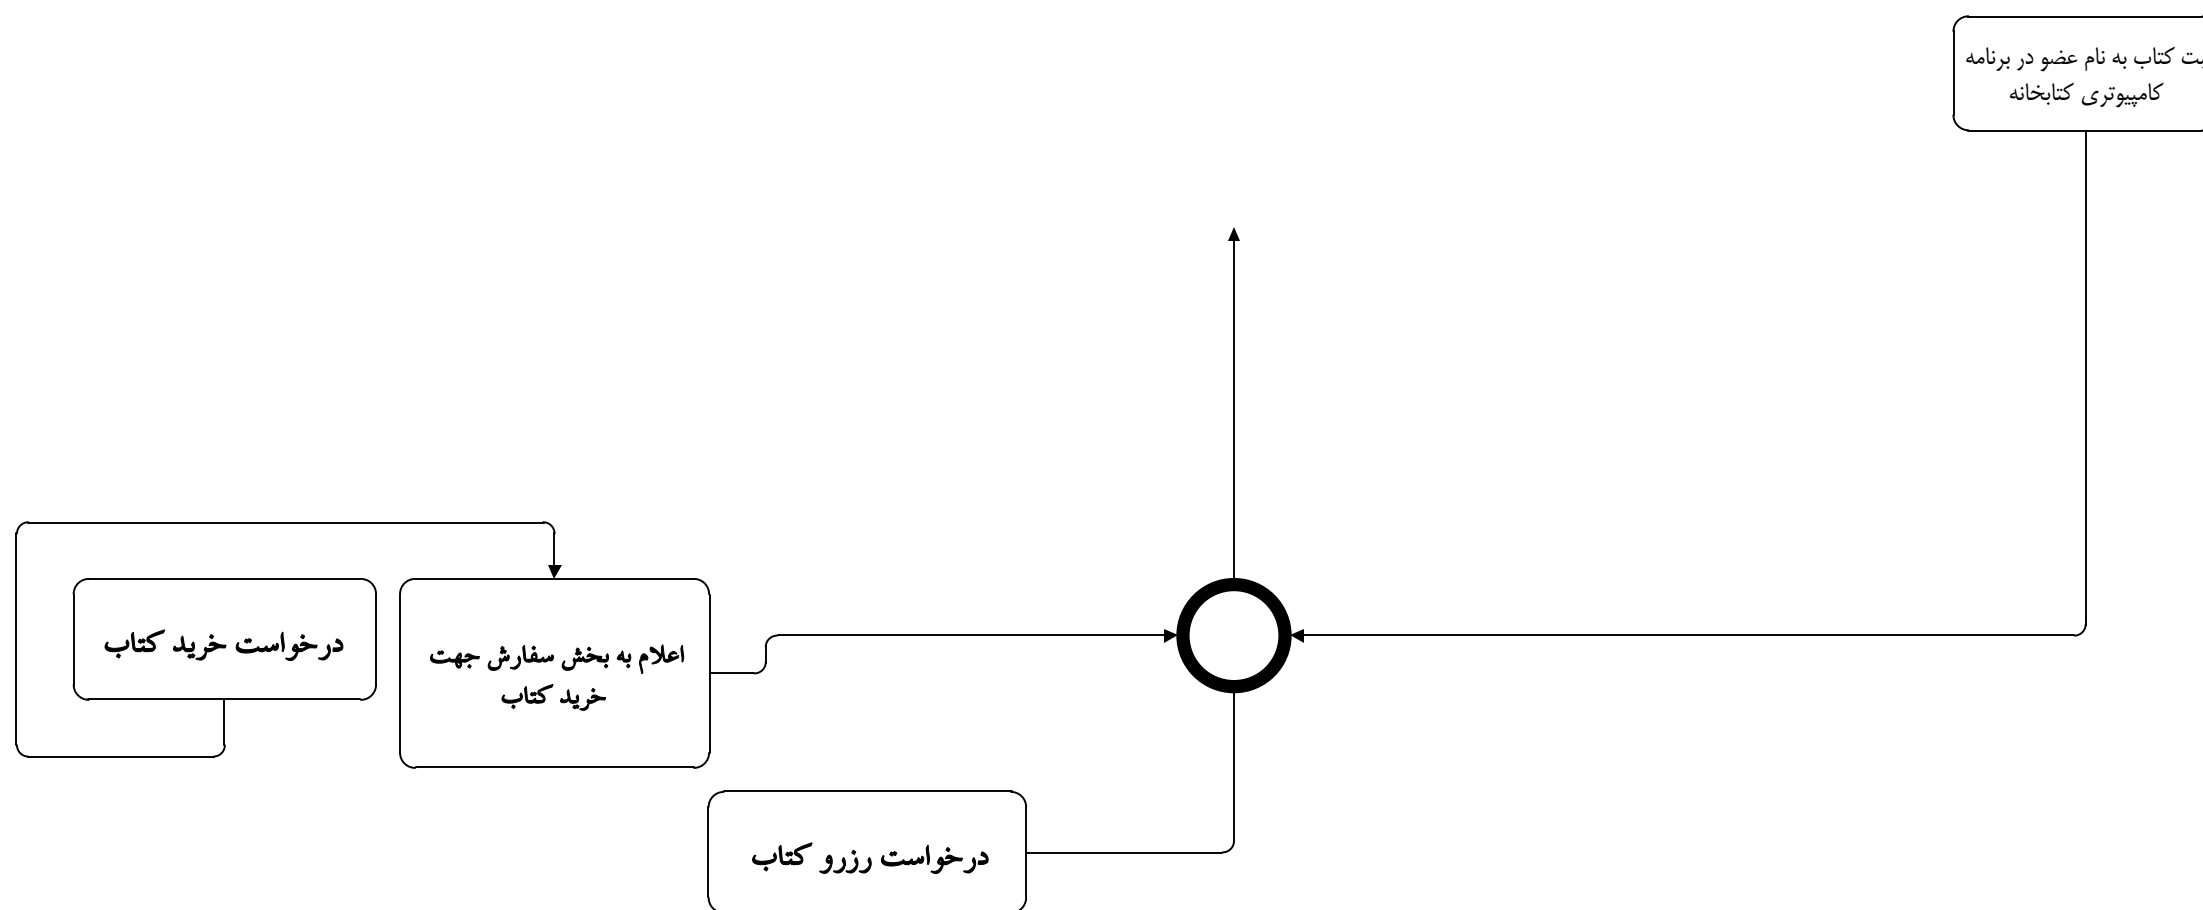 کتاب به نام عضو در برنامه
کامپیوتری کتابخانه
درخواست خرید کتاب
اعلام به بخش سفارش جهت
خرید کتاب
درخواست رزرو کتاب